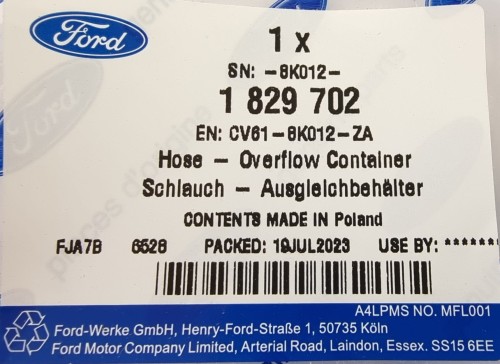 Ford
1 x
SN: -8K012-
1 829 702
EN: CV61-8K012-ZA
Hose - Overflow Container
Schlauch - Ausgleichbehälter
CONTENTS MADE IN Poland
FJA7B 6526 PACKED: 19JUL2023 USE BY: ******
A4LPMS NO. MFL001
Ford-Werke GmbH, Henry-Ford-Straße 1, 50735 Köln
Ford Motor Company Limited, Arterial Road, Laindon, Essex. SS15 6EE